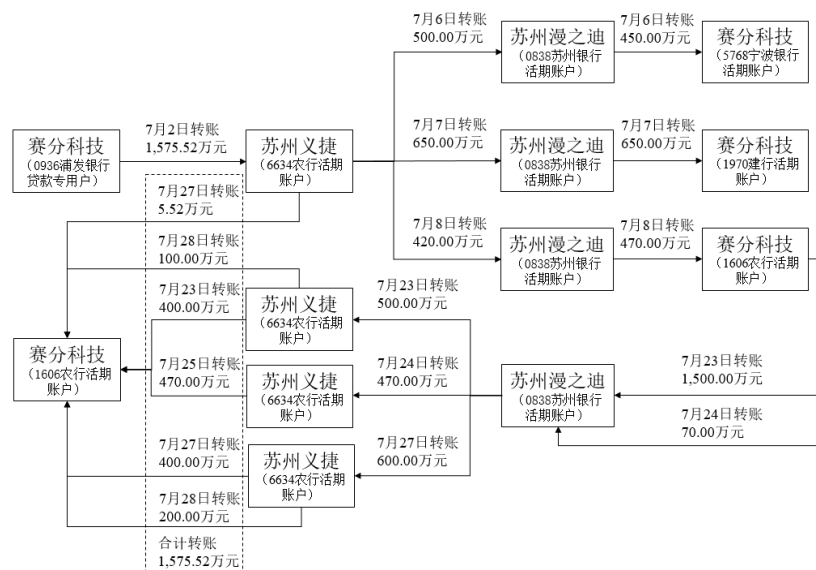 7月6日转账
500.00万元
苏州漫之迪
（0838苏州银行
活期账户）
7月6日转账
450.00万元
赛分科技
（5768宁波银行
活期账户）
赛分科技
（0936浦发银行
贷款专用户）
7月2日转账
1,575.52万元
苏州义捷
（6634农行活期
账户）
7月7日转账
650.00万元
苏州漫之迪
（0838苏州银行
活期账户）
7月7日转账
650.00万元
赛分科技
（1970建行活期
账户）
7月8日转账
420.00万元
苏州漫之迪
（0838苏州银行
活期账户）
7月8日转账
470.00万元
赛分科技
（1606农行活期
账户）
7月27日转账
5.52万元
7月28日转账
100.00万元
7月23日转账
400.00万元
苏州义捷
（6634农行活期
账户）
7月23日转账
500.00万元
赛分科技
（1606农行活期
账户）
7月25日转账
470.00万元
苏州义捷
（6634农行活期
账户）
7月24日转账
470.00万元
苏州漫之迪
（0838苏州银行
活期账户）
7月23日转账
1,500.00万元
7月24日转账
70.00万元
7月27日转账
400.00万元
苏州义捷
（6634农行活期
账户）
7月27日转账
600.00万元
7月28日转账
200.00万元
合计转账
1,575.52万元